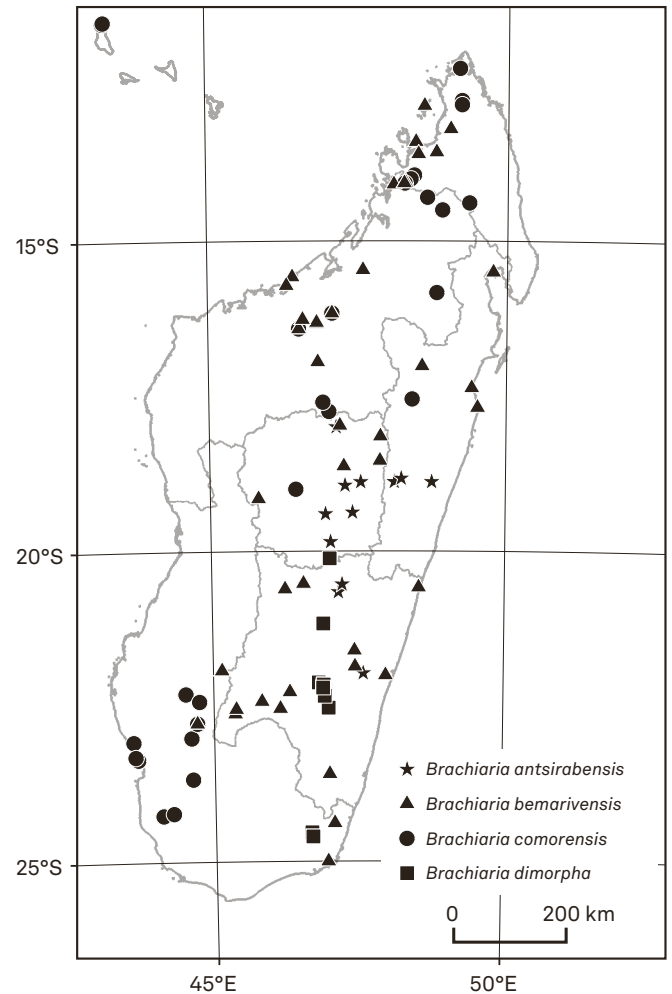 15°S
20°S
Brachiaria antsirabensis
Brachiaria bemarivensis
Brachiaria comorensis
25°S
Brachiaria dimorpha
0 200 km
45°E 50°E